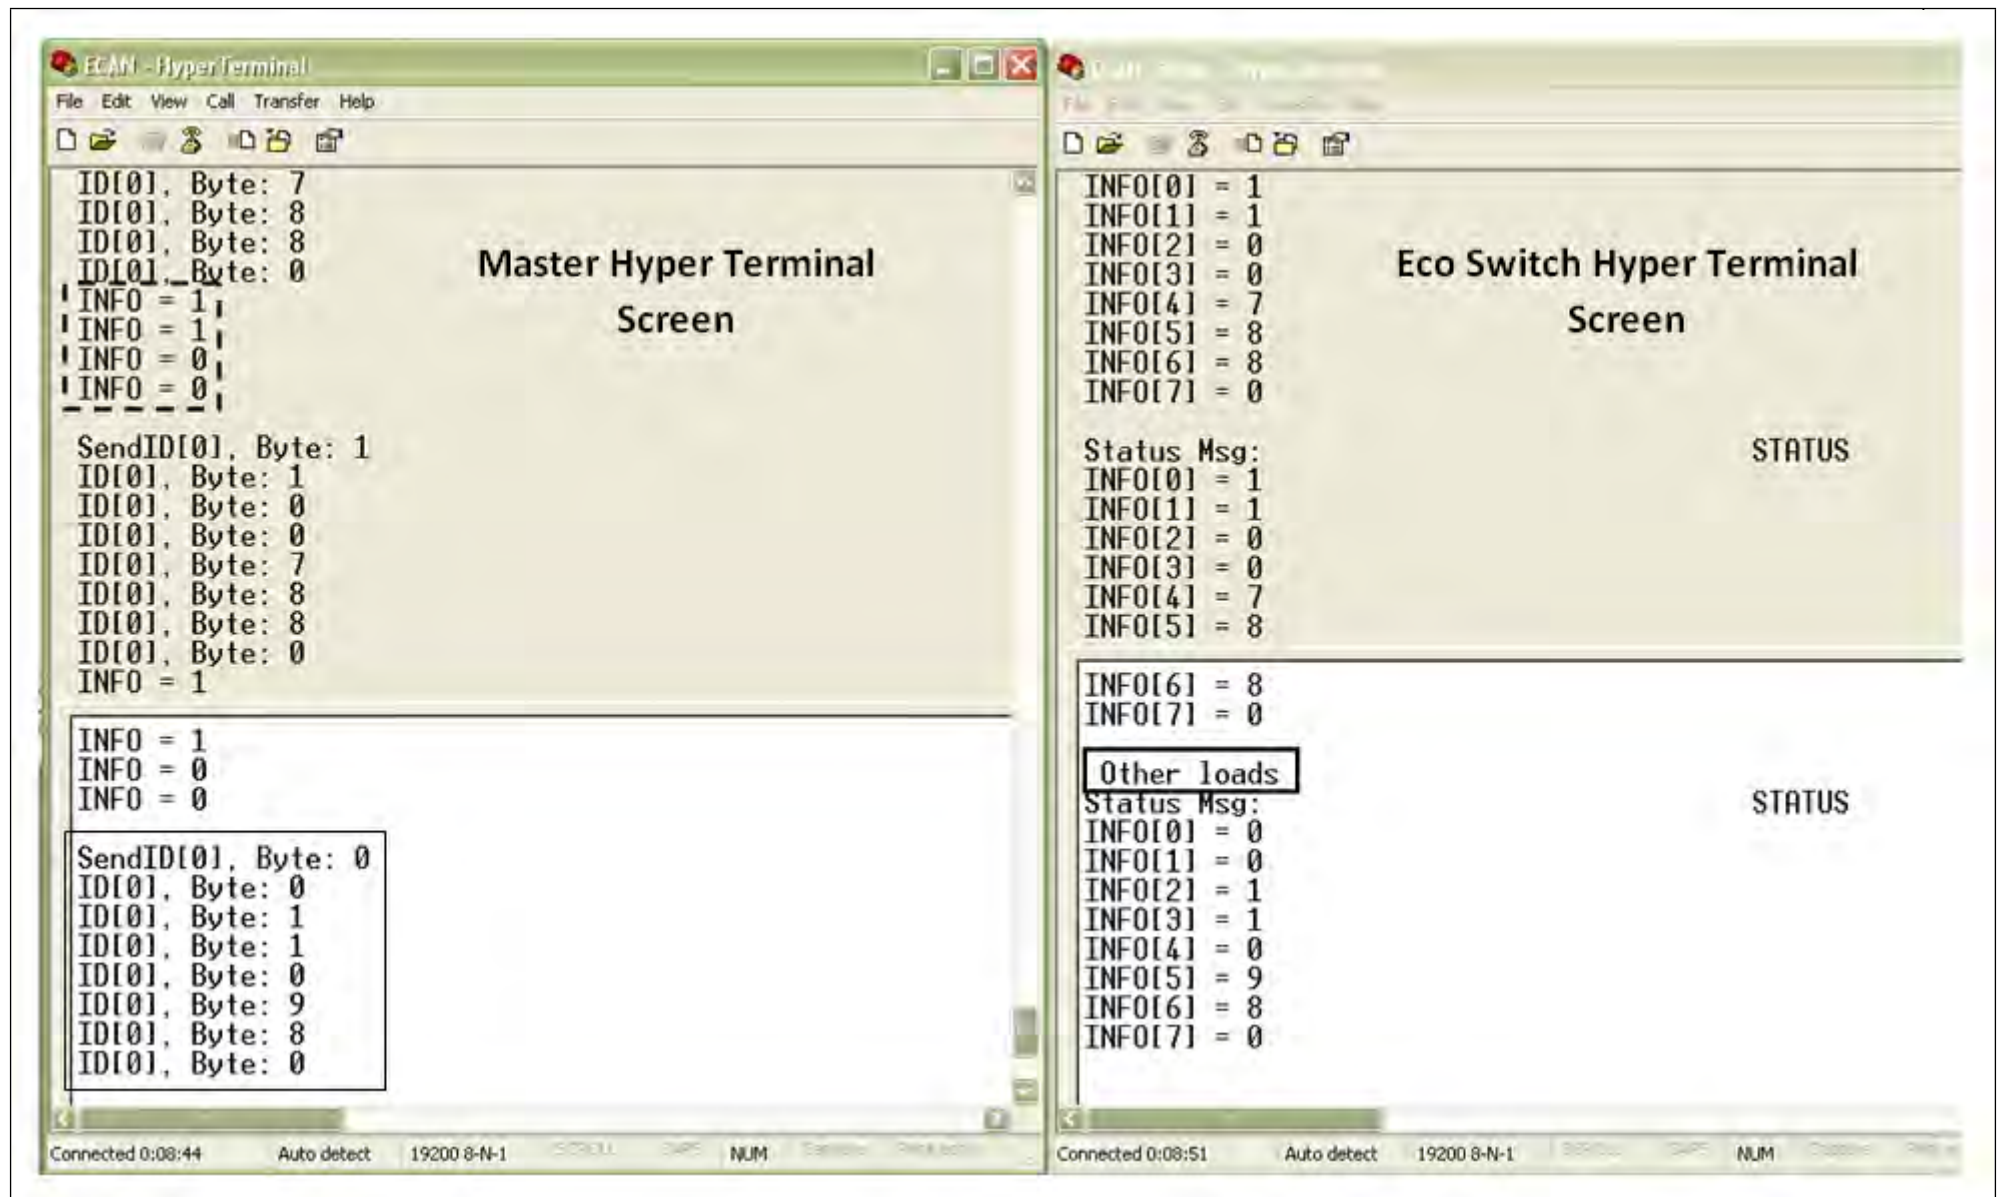 ECAN - HyperTerminal
File Edit View Call Transfer Help
ID[0], Byte: 7
ID[0], Byte: 8
ID[0], Byte: 8
ID[0], Byte: 0
INFO = 1
INFO = 1
INFO = 0
INFO = 0
Master Hyper Terminal
Screen
SendID[0], Byte: 1
ID[0], Byte: 1
ID[0], Byte: 0
ID[0], Byte: 0
ID[0], Byte: 7
ID[0], Byte: 8
ID[0], Byte: 8
ID[0], Byte: 0
INFO = 1
INFO = 1
INFO = 0
INFO = 0
SendID[0], Byte: 0
ID[0], Byte: 0
ID[0], Byte: 1
ID[0], Byte: 1
ID[0], Byte: 0
ID[0], Byte: 9
ID[0], Byte: 8
ID[0], Byte: 0
Connected 0:08:44 Auto detect 19200 8-N-1 SCROLL CAPS NUM
INFO[0] = 1
INFO[1] = 1
INFO[2] = 0
INFO[3] = 0
INFO[4] = 7
INFO[5] = 8
INFO[6] = 8
INFO[7] = 0
Eco Switch Hyper Terminal
Screen
Status Msg: STATUS
INFO[0] = 1
INFO[1] = 1
INFO[2] = 0
INFO[3] = 0
INFO[4] = 7
INFO[5] = 8
INFO[6] = 8
INFO[7] = 0
Other loads
Status Msg: STATUS
INFO[0] = 0
INFO[1] = 0
INFO[2] = 1
INFO[3] = 1
INFO[4] = 0
INFO[5] = 9
INFO[6] = 8
INFO[7] = 0
Connected 0:08:51 Auto detect 19200 8-N-1 NUM